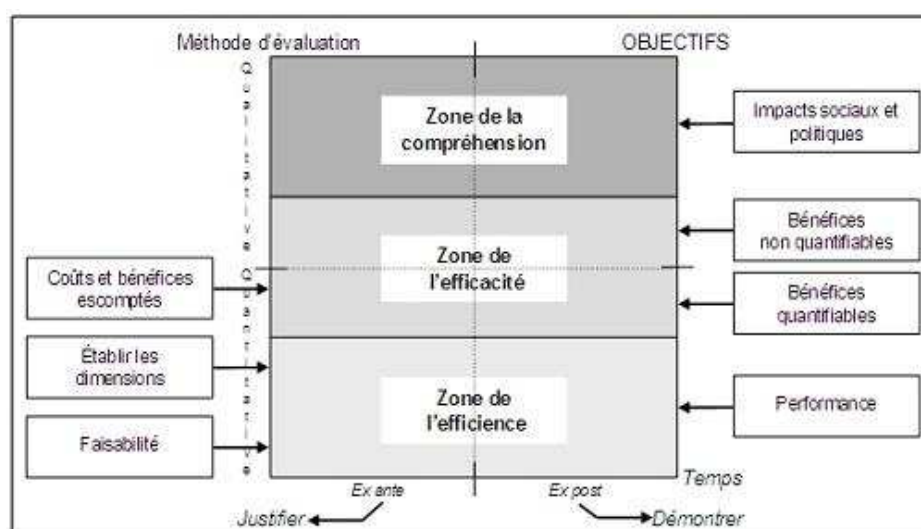 Méthode d'évaluation
OBJECTIFS
Qualitative Quantitative
Zone de la
compréhension
Impacts sociaux et
politiques
Bénéfices
non quantifiables
Zone de
l'efficacité
Coûts et bénéfices
escomptés
Bénéfices
quantifiables
Établir les
dimensions
Zone de
l'efficience
Performance
Faisabilité
Temps
Ex ante
Ex post
Justifier
Démontrer